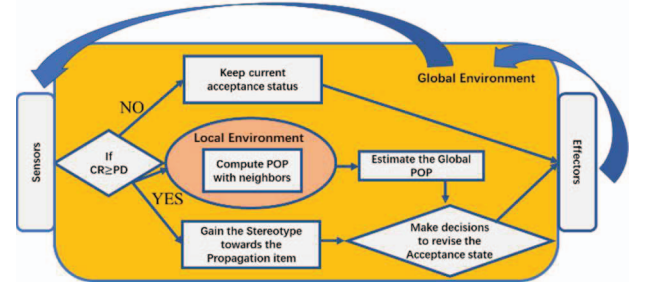 Keep current
acceptance status
Global Environment
NO
Sensors
If
CR≥PD
Local Environment
Compute POP
with neighbors
Estimate the Global
POP
Effectors
YES
Gain the Stereotype
towards the
Propagation item
Make decisions
to revise the
Acceptance state